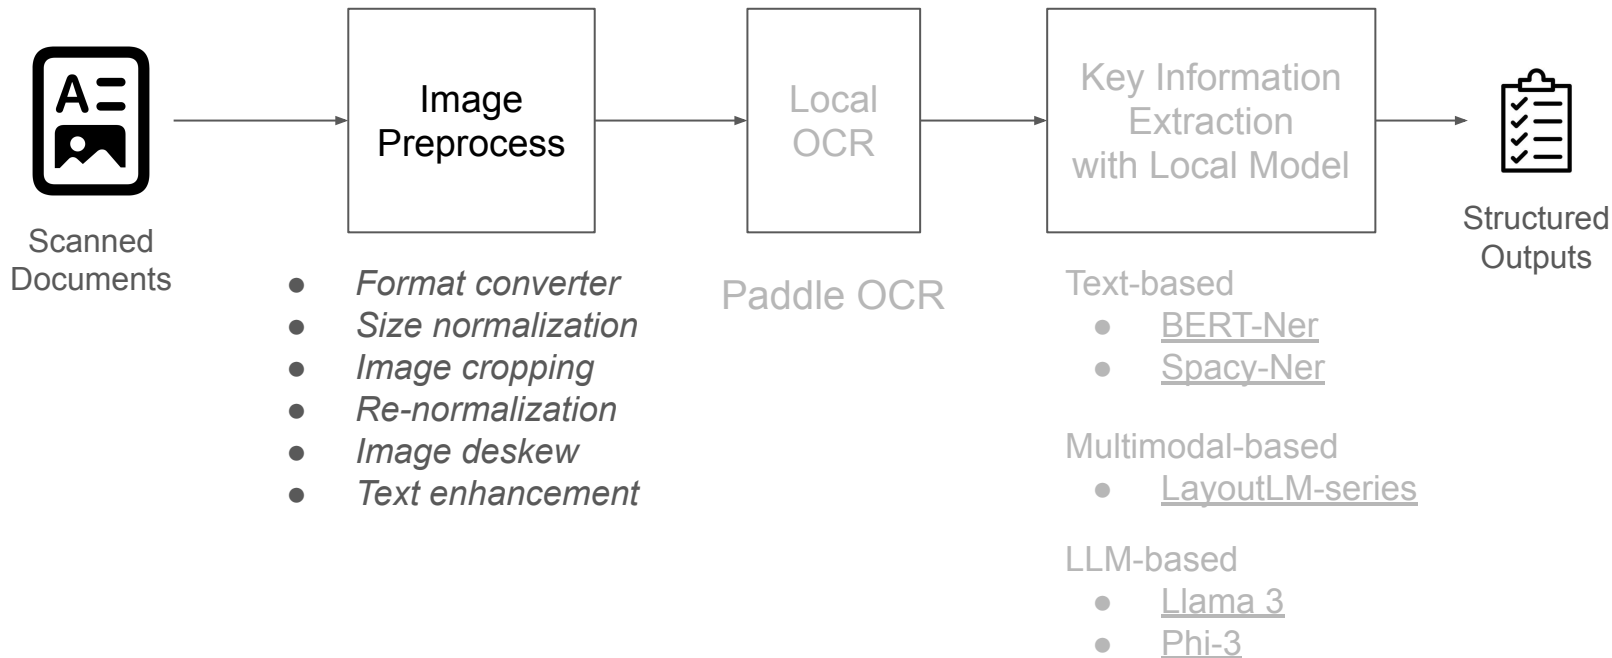 Scanned
Documents
Image
Preprocess
● Format converter
● Size normalization
● Image cropping
● Re-normalization
● Image deskew
● Text enhancement
Local
OCR
Paddle OCR
Key Information
Extraction
with Local Model
Text-based
● BERT-Ner
● Spacy-Ner
Multimodal-based
● LayoutLM-series
LLM-based
● Llama 3
● Phi-3
Structured
Outputs